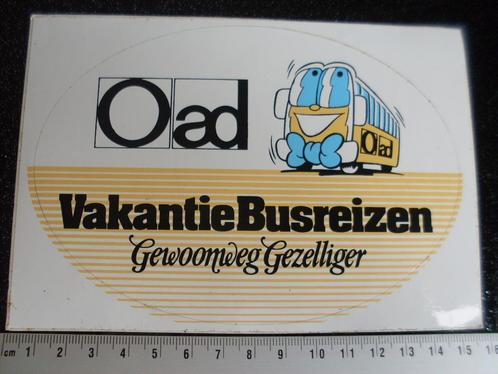 Oad
Oad
VakantieBusreizen
Gewoonweg Gezelliger
cm 1 2 3 4 5 6 7 8 9 10 11 12 13 14 15 16